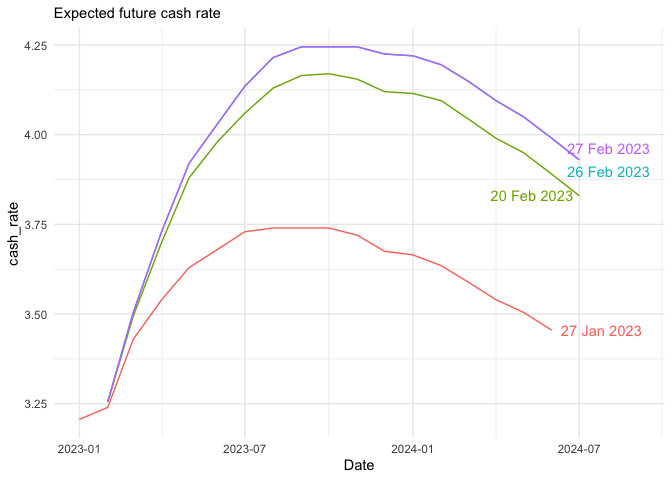 Expected future cash rate
4.25
4.00
3.75
3.50
3.25
cash_rate
27 Feb 2023
26 Feb 2023
20 Feb 2023
27 Jan 2023
2023-01
2023-07
2024-01
2024-07
Date